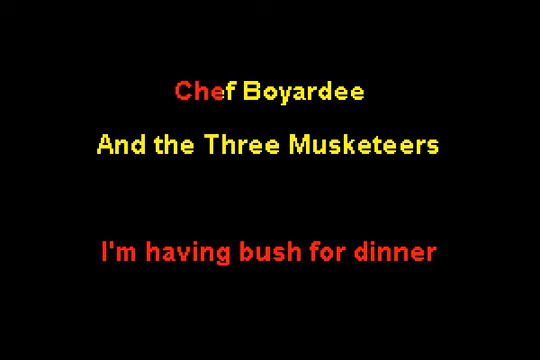 Chef Boyardee
And the Three Musketeers
I'm having bush for dinner